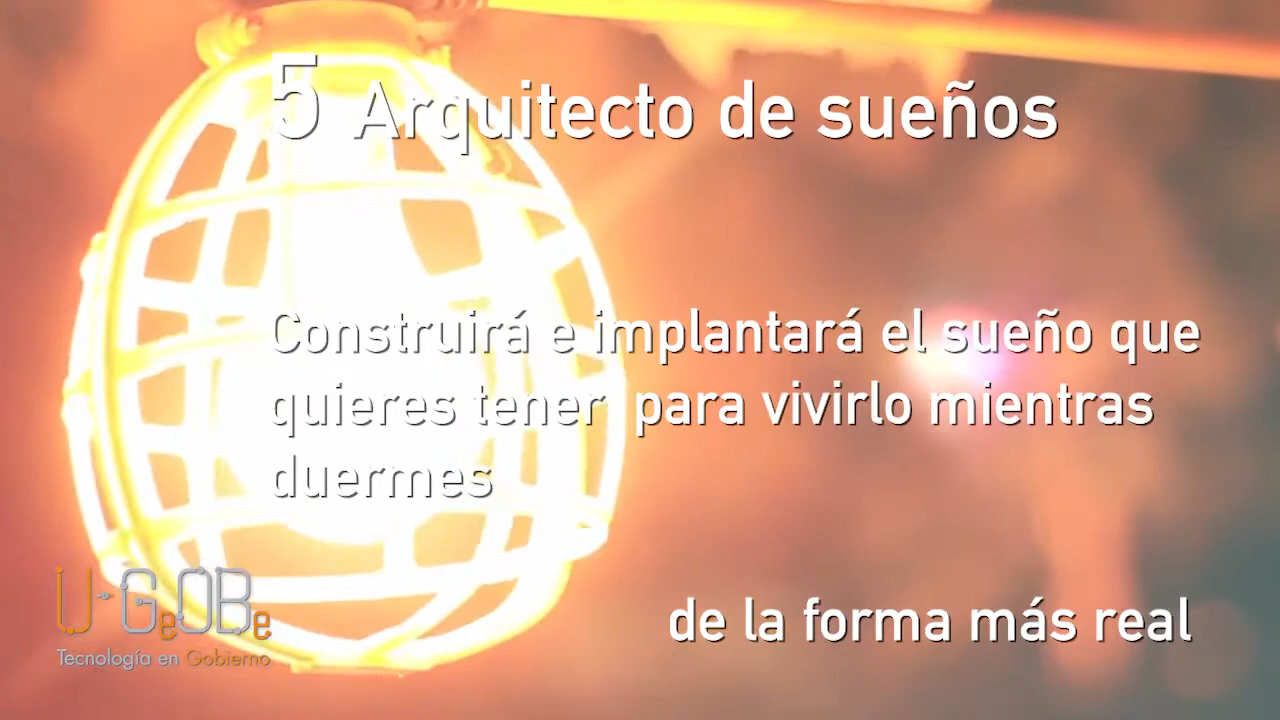 5 Arquitecto de sueños
Construirá e implantará el sueño que
quieres tener para vivirlo mientras
duermes
de la forma más real
U-GeOBe
Tecnología en Gobierno